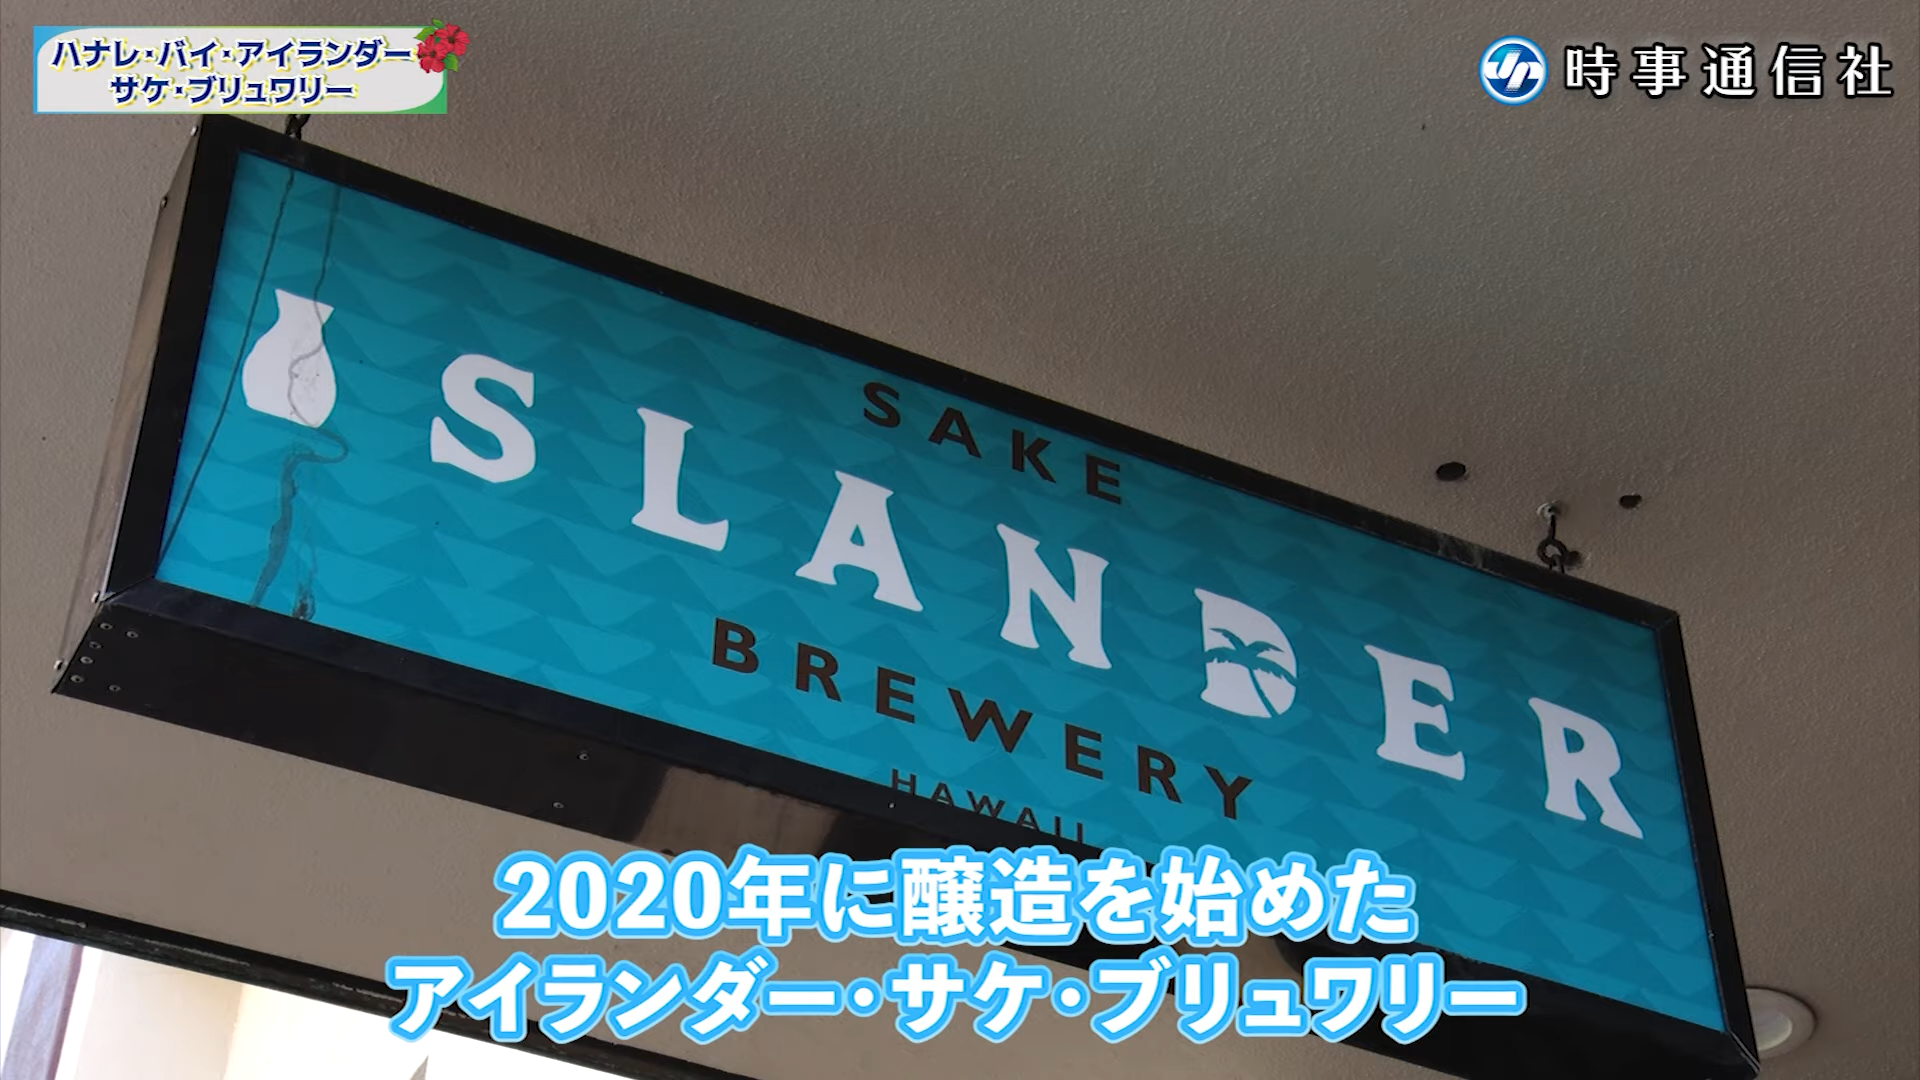 ハナレ・バイ・アイランダー
サケ・ブリュワリー
時事通信社
SAKE
ISLANDER
BREWERY
HAWAII
2020年に醸造を始めた
アイランダー・サケ・ブリュワリー